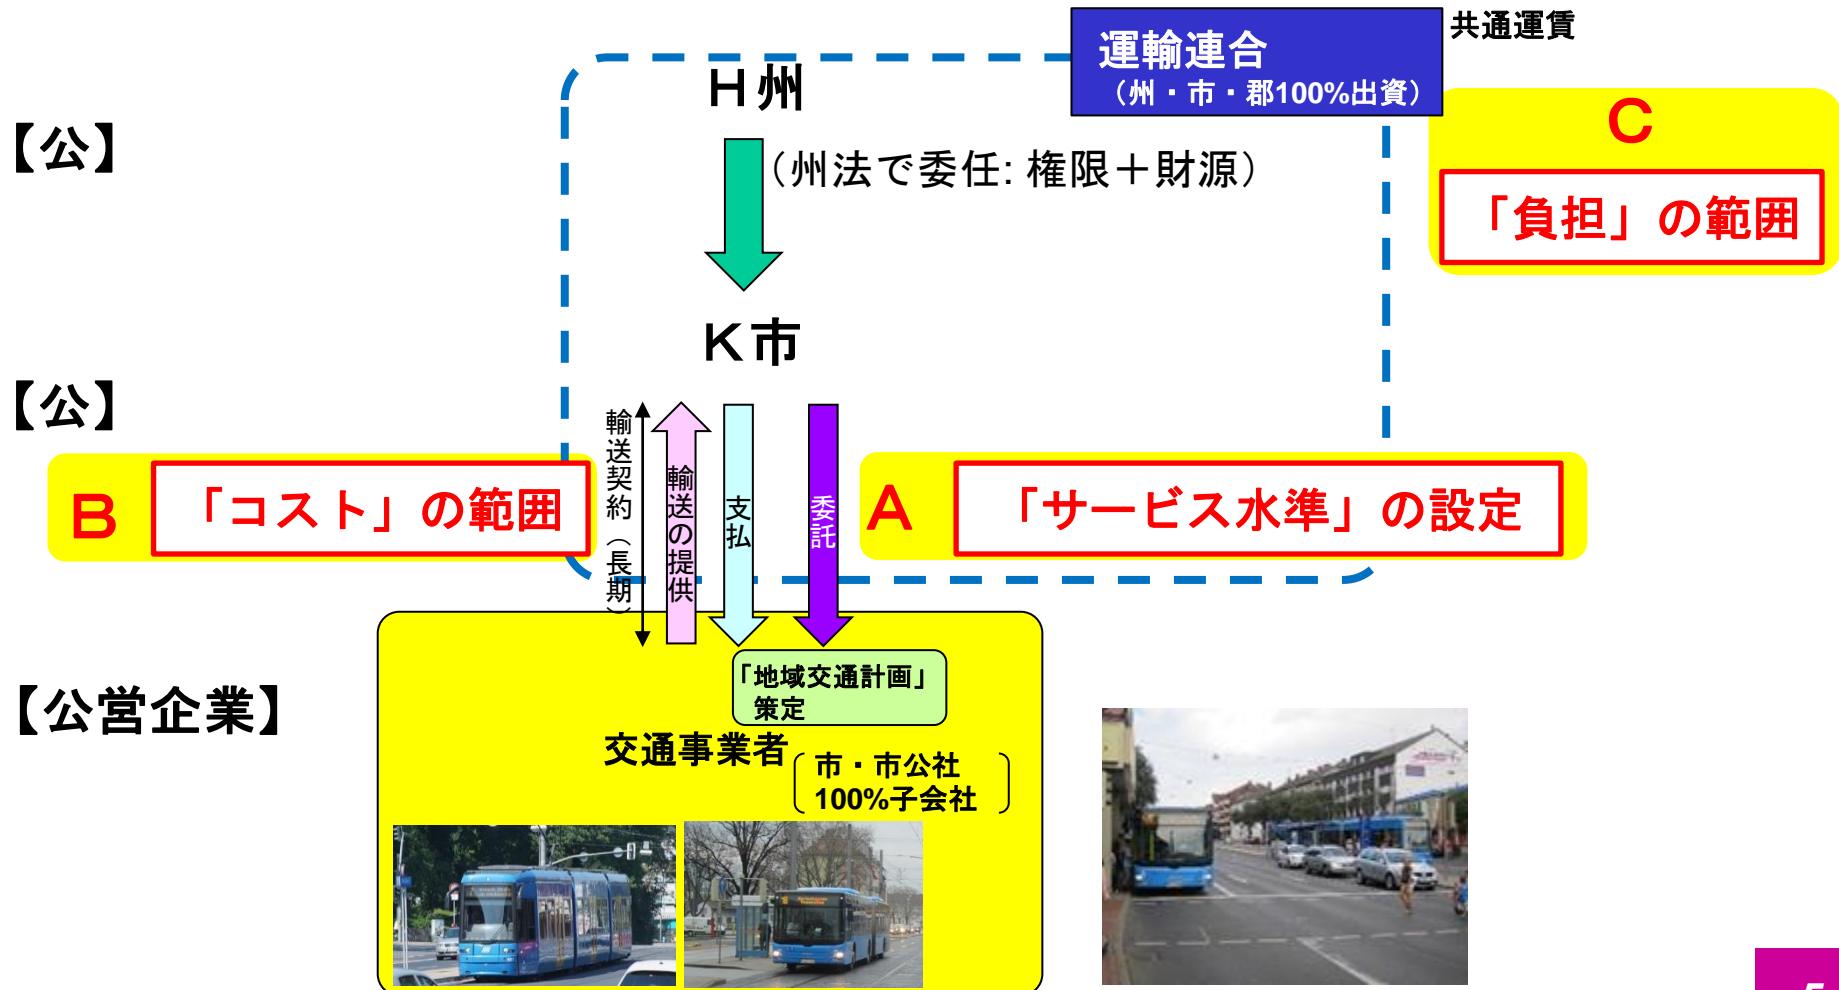 共通運賃
運輸連合
（州・市・郡100%出資）
H州
C
【公】
（州法で委任: 権限＋財源）
「負担」の範囲
K市
【公】
輸送契約（長期）
輸送の提供
支払
委託
B
「コスト」の範囲
A
「サービス水準」の設定
【公営企業】
「地域交通計画」
策定
交通事業者
市・市公社
100%子会社